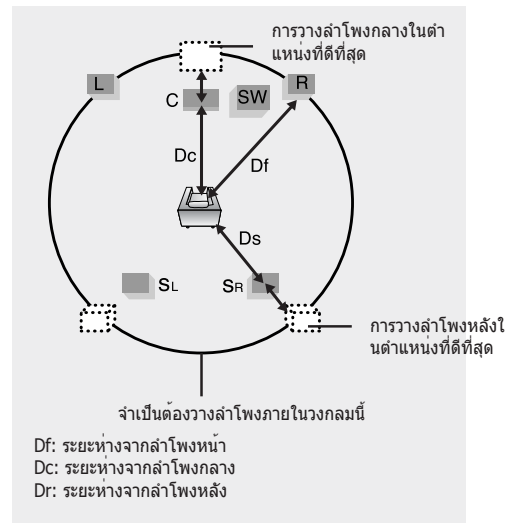 การวางลำโพงกลางในตำ
แหน่งที่ดีที่สุด
L
R
C
SW
Dc
Df
Ds
SL
SR
การวางลำโพงหลังใ
นตำแหน่งที่ดีที่สุด
จำเป็นต้องวางลำโพงภายในวงกลมนี้
Df: ระยะห่างจากลำโพงหน้า
Dc: ระยะห่างจากลำโพงกลาง
Dr: ระยะห่างจากลำโพงหลัง